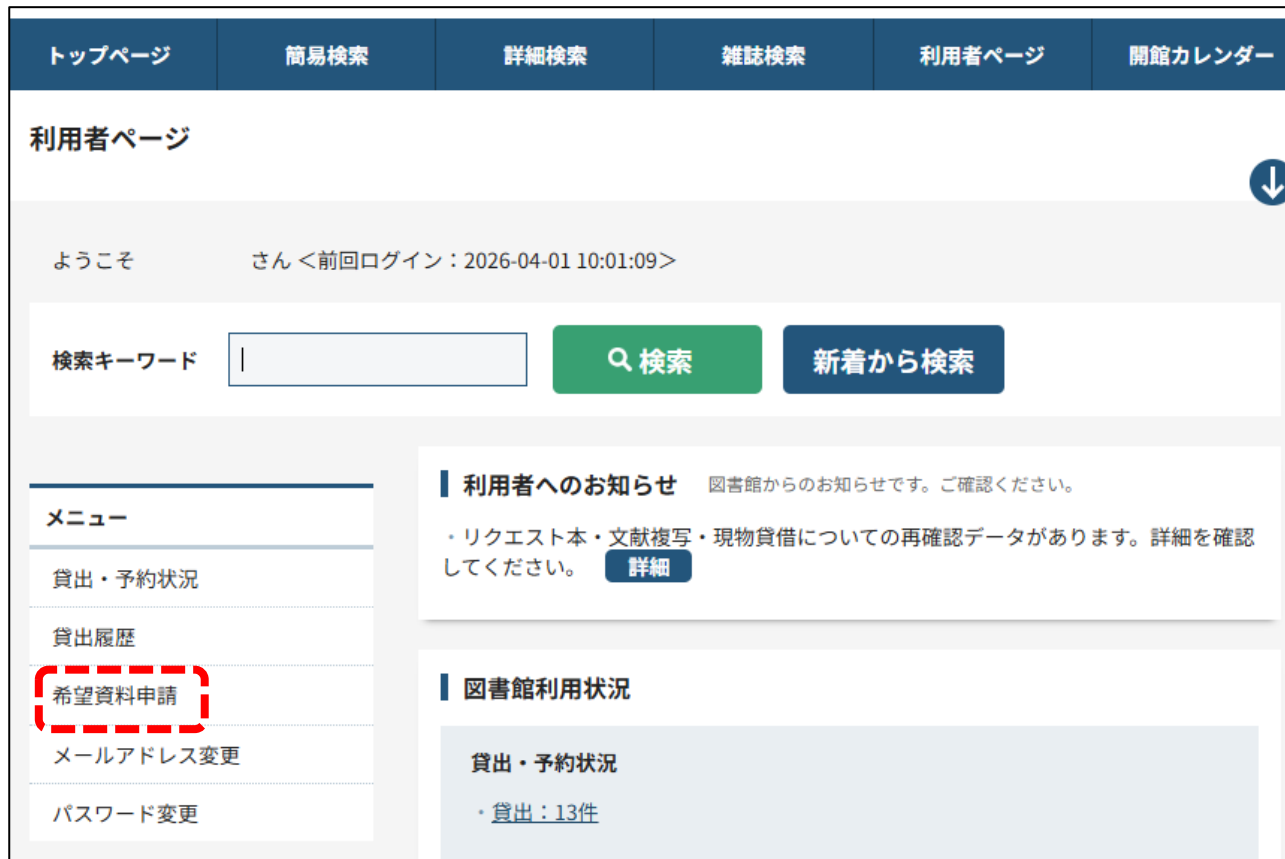 トップページ 簡易検索 詳細検索 雑誌検索 利用者ページ 開館カレンダー
利用者ページ
ようこそ さん <前回ログイン：2026-04-01 10:01:09>
検索キーワード 検索 新着から検索
メニュー
貸出・予約状況
貸出履歴
希望資料申請
メールアドレス変更
パスワード変更
利用者へのお知らせ 図書館からのお知らせです。ご確認ください。
・リクエスト本・文献複写・現物貸借についての再確認データがあります。詳細を確認
してください。 詳細
図書館利用状況
貸出・予約状況
・貸出：13件